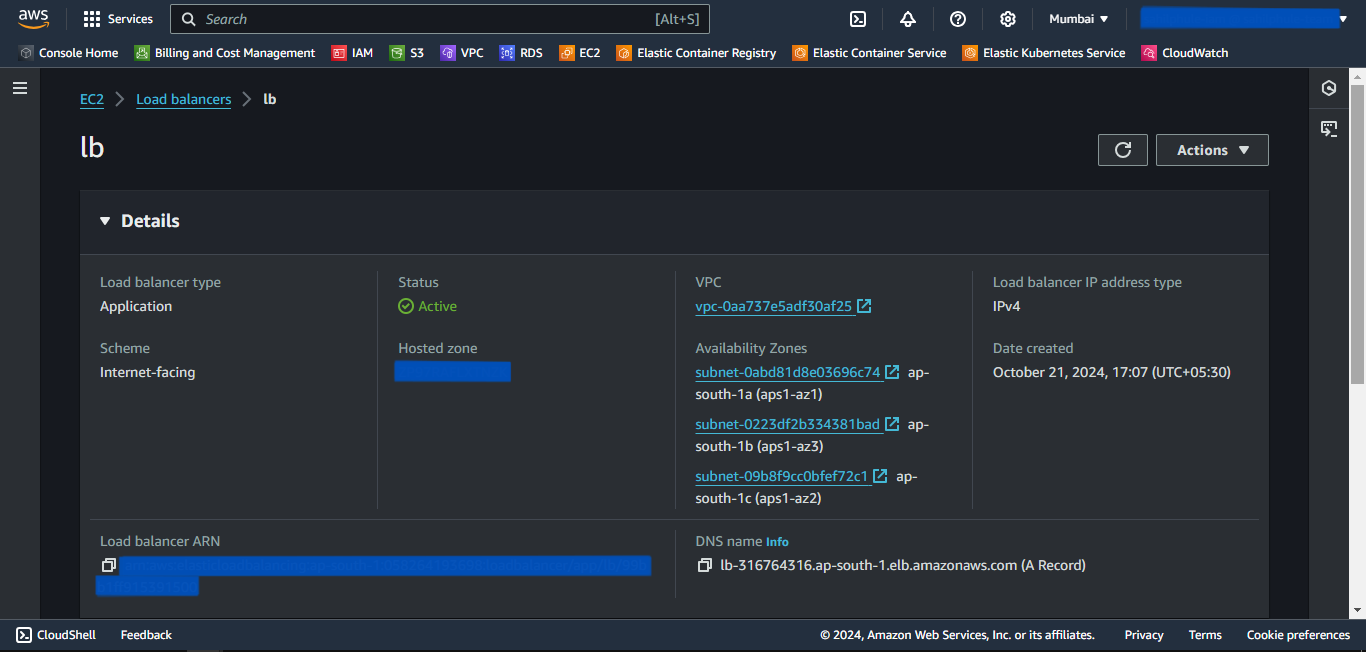 aws Services Search [Alt+S] Mumbai
Console Home Billing and Cost Management IAM S3 VPC RDS EC2 Elastic Container Registry Elastic Container Service Elastic Kubernetes Service CloudWatch
EC2 Load balancers lb
lb
Actions
Details
Load balancer type
Application
Scheme
Internet-facing
Status
Active
Hosted zone
VPC
vpc-0aa737e5adf30af25
Availability Zones
subnet-0abd81d8e03696c74 ap-
south-1a (aps1-az1)
subnet-0223df2b334381bad ap-
south-1b (aps1-az3)
subnet-09b8f9cc0bfef72c1 ap-
south-1c (aps1-az2)
Load balancer IP address type
IPv4
Date created
October 21, 2024, 17:07 (UTC+05:30)
Load balancer ARN
DNS name Info
lb-316764316.ap-south-1.elb.amazonaws.com (A Record)
CloudShell Feedback © 2024, Amazon Web Services, Inc. or its affiliates. Privacy Terms Cookie preferences